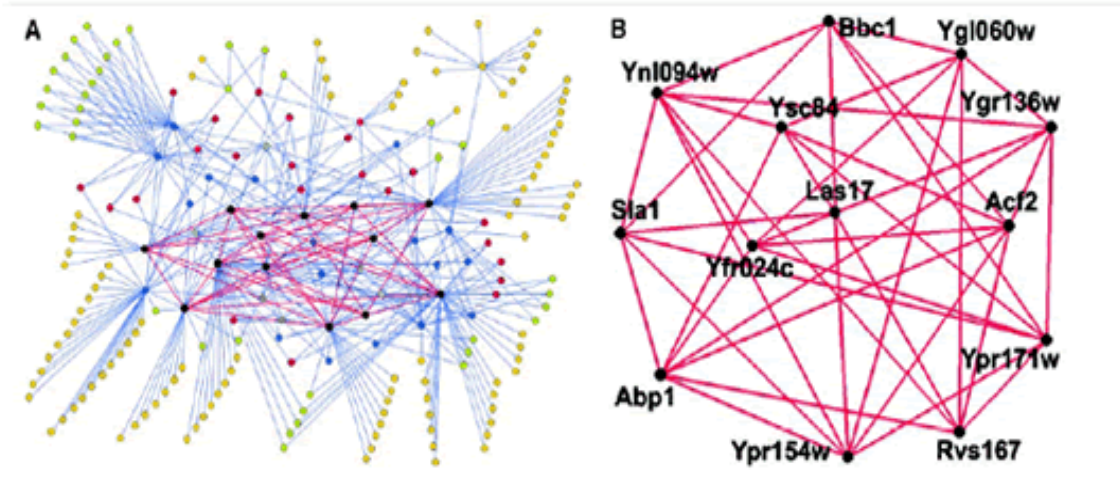 A
B
Bbc1
Ygl060w
Ynl094w
Ysc84
Ygr136w
Las17
Acf2
Sla1
Yfr024c
Ypr171w
Abp1
Ypr154w
Rvs167